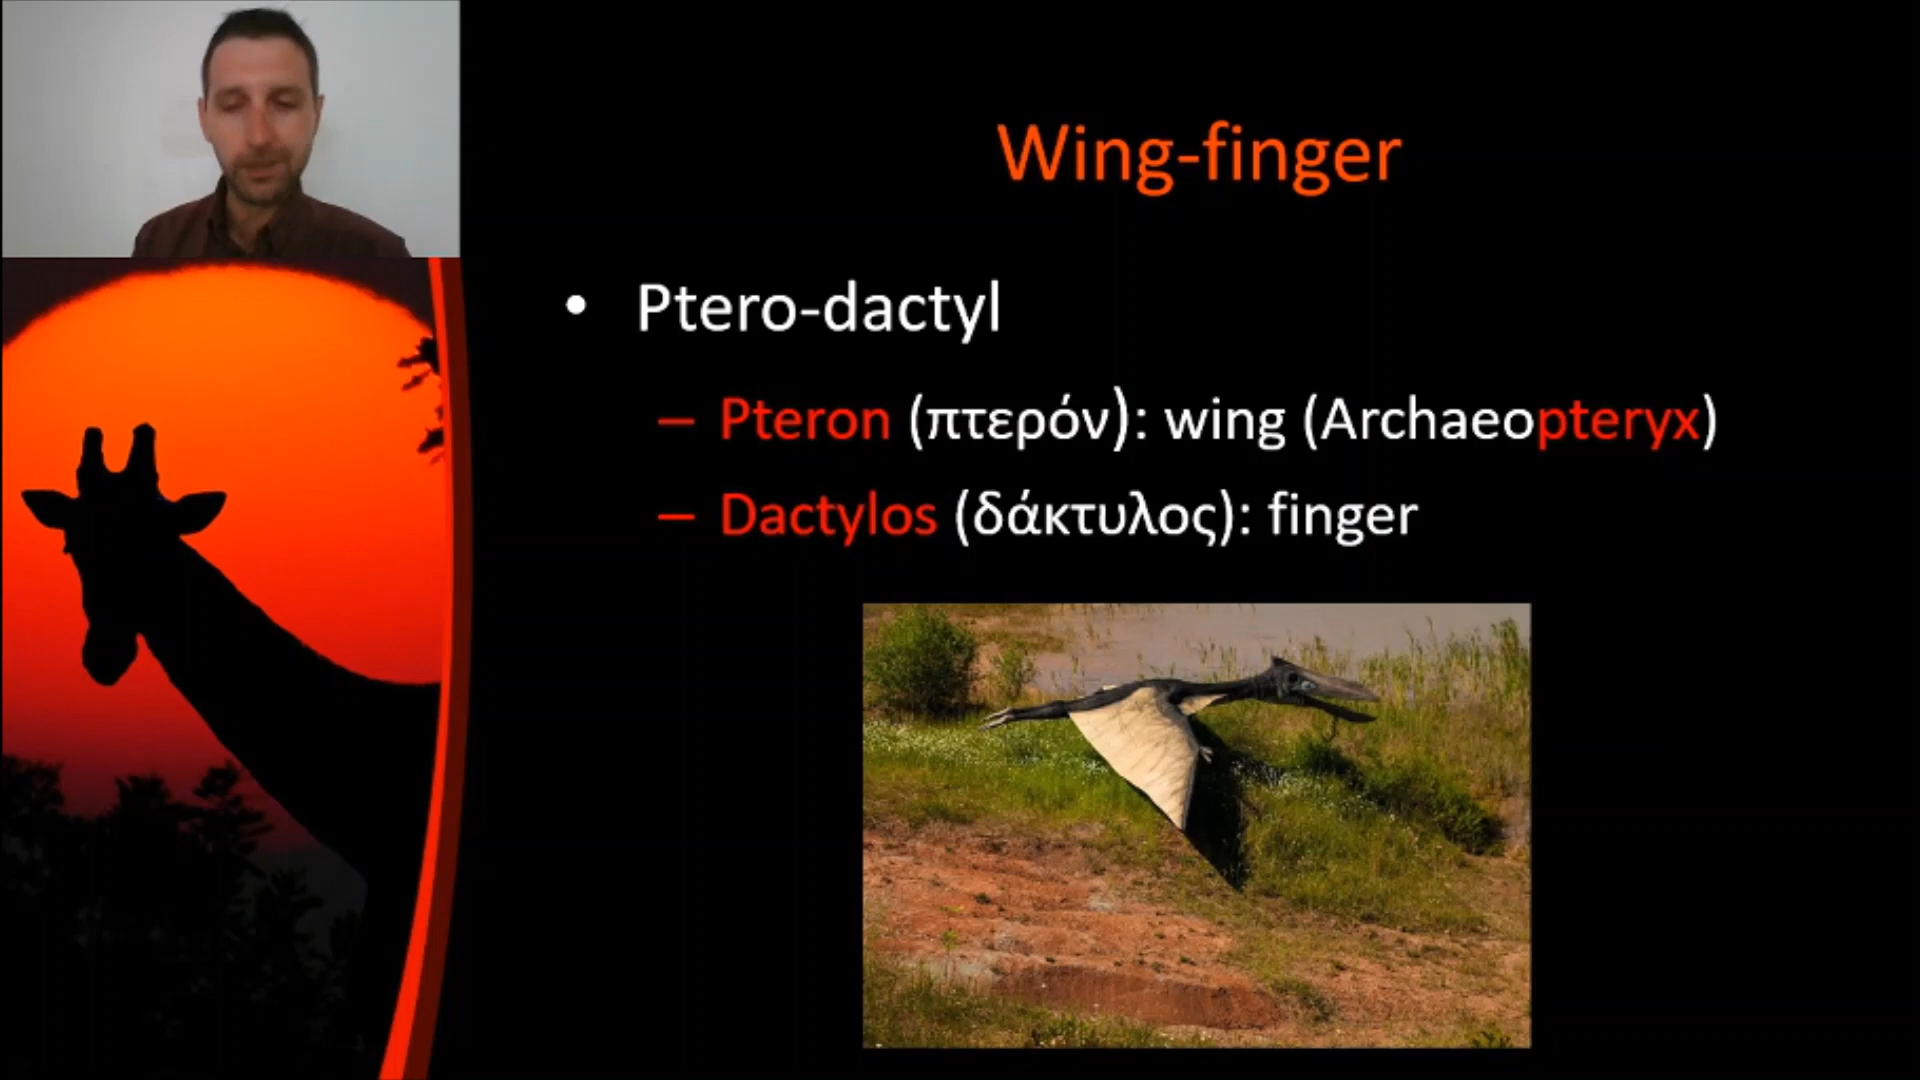 Wing-finger
• Ptero-dactyl
– Pteron (πτερόν): wing (Archaeopteryx)
– Dactylos (δάκτυλος): finger